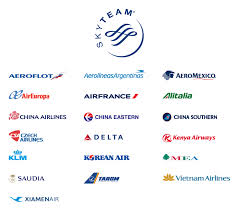 SKYTEAM
AEROFLOT AerolíneasArgentinas AEROMEXICO
AirEuropa AIRFRANCE Alitalia
CHINA AIRLINES CHINA EASTERN CHINA SOUTHERN
CZECH AIRLINES DELTA Kenya Airways
KLM KOREAN AIR MEA
SAUDIA TAROM Vietnam Airlines
XIAMENAIR